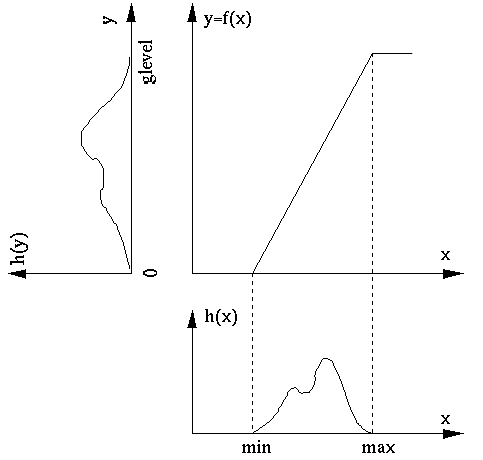 y
glevel
y=f(x)
h(y)
0
x
h(x)
x
min
max